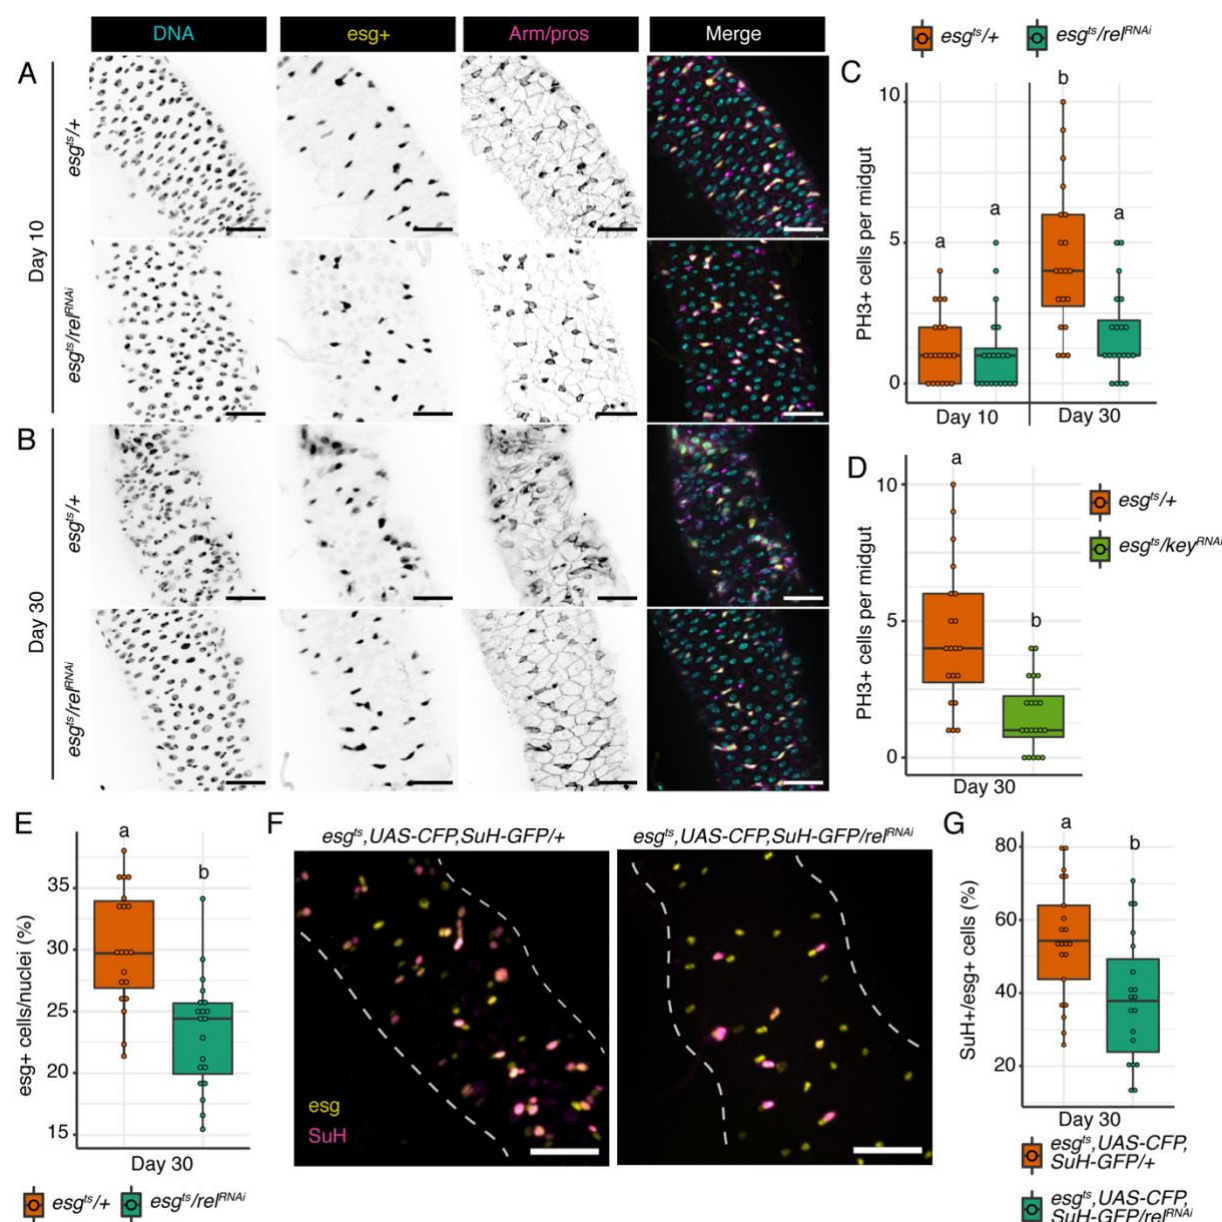 DNA esg+ Arm/pros Merge
A
esgᵗˢ/+
esgᵗˢ/relᴿᴺᴬⁱ
Day 10
B
esgᵗˢ/+
esgᵗˢ/relᴿᴺᴬⁱ
Day 30
esgᵗˢ/+ esgᵗˢ/relᴿᴺᴬⁱ
C
b
10
a
a
a
5
0
PH3+ cells per midgut
Day 10 Day 30
D
a
10
b
5
0
PH3+ cells per midgut
Day 30
esgᵗˢ/+
esgᵗˢ/keyᴿᴺᴬⁱ
E
a
b
35
30
25
20
15
esg+ cells/nuclei (%)
Day 30
esgᵗˢ/+ esgᵗˢ/relᴿᴺᴬⁱ
F
esgᵗˢ,UAS-CFP,SuH-GFP/+ esgᵗˢ,UAS-CFP,SuH-GFP/relᴿᴺᴬⁱ
esg
SuH
G
a
b
80
60
40
20
SuH+/esg+ cells (%)
Day 30
esgᵗˢ,UAS-CFP,
SuH-GFP/+
esgᵗˢ,UAS-CFP,
SuH-GFP/relᴿᴺᴬⁱ